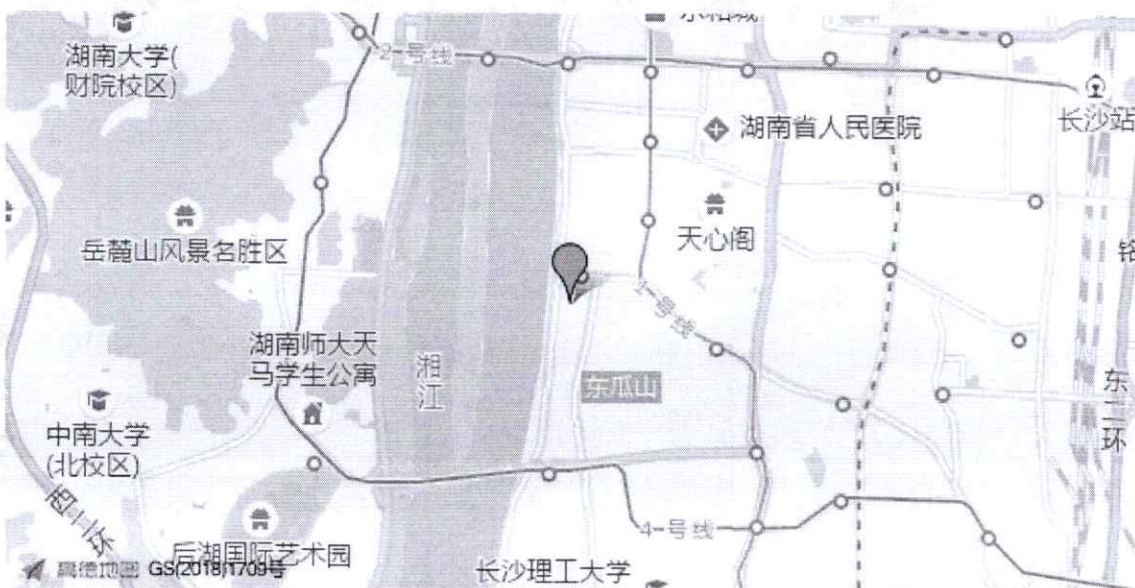 湖南大学(
财院校区)
2-号线
长沙站
湖南省人民医院
岳麓山风景名胜区
天心阁
1-号线
湖南师大天
马学生公寓
湘
江
东瓜山
东二环
中南大学
(北校区)
西二环
后湖国际艺术园
4-号线
长沙理工大学
高德地图 GS(2018)1709号